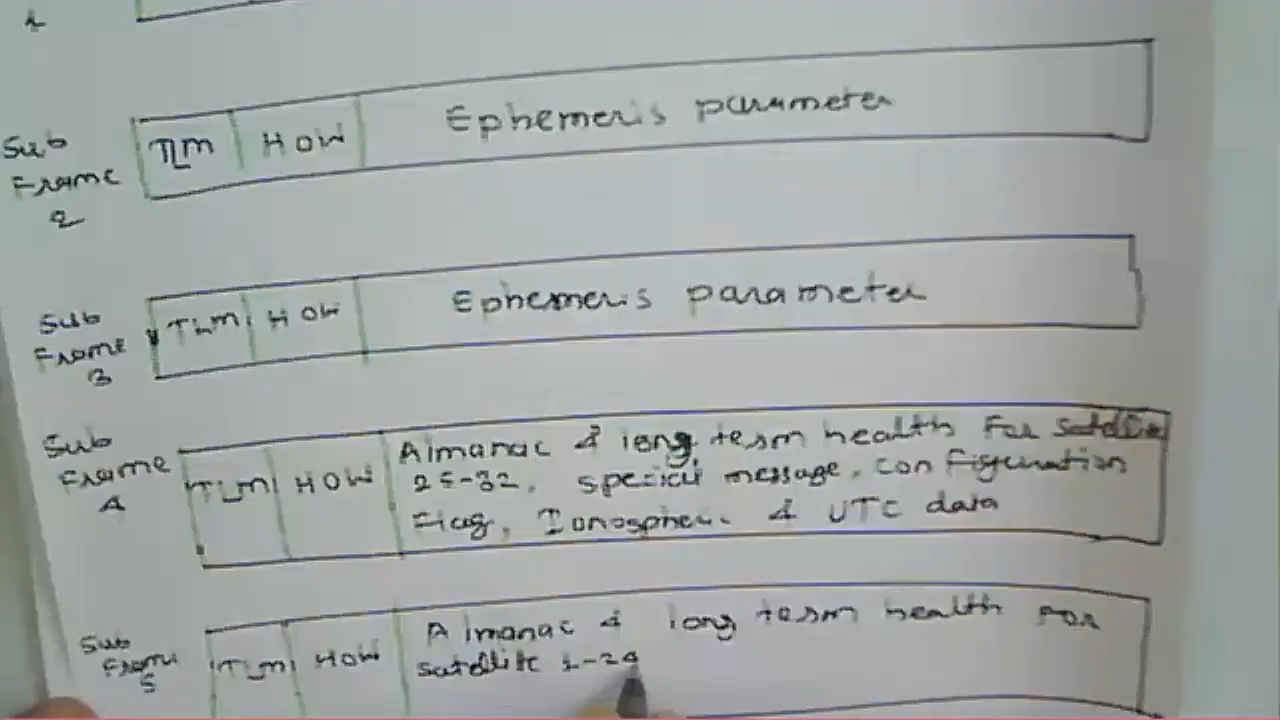 1
Sub
Frame
2
TLM HOW Ephemeris parameter
Sub
Frame
3
TLM HOW Ephemeris parameter
Sub
Frame
4
TLM HOW
Almanac & long term health For satellite
25-32, special message, configuration
Flag, Ionospheric & UTC data
Sub
Frame
5
TLM HOW
Almanac & long term health For
satellite 1-24